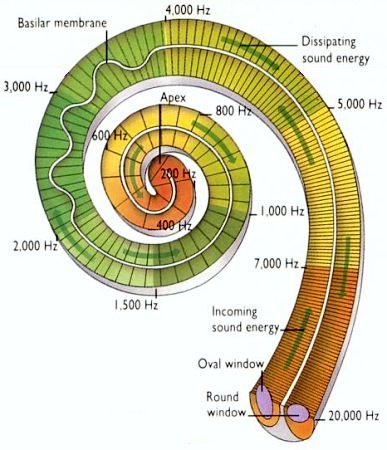 4,000 Hz
Basilar membrane
Dissipating
sound energy
3,000 Hz
Apex
800 Hz
5,000 Hz
600 Hz
200 Hz
400 Hz
1,000 Hz
2,000 Hz
7,000 Hz
1,500 Hz
Incoming
sound energy
Oval window
Round
window
20,000 Hz